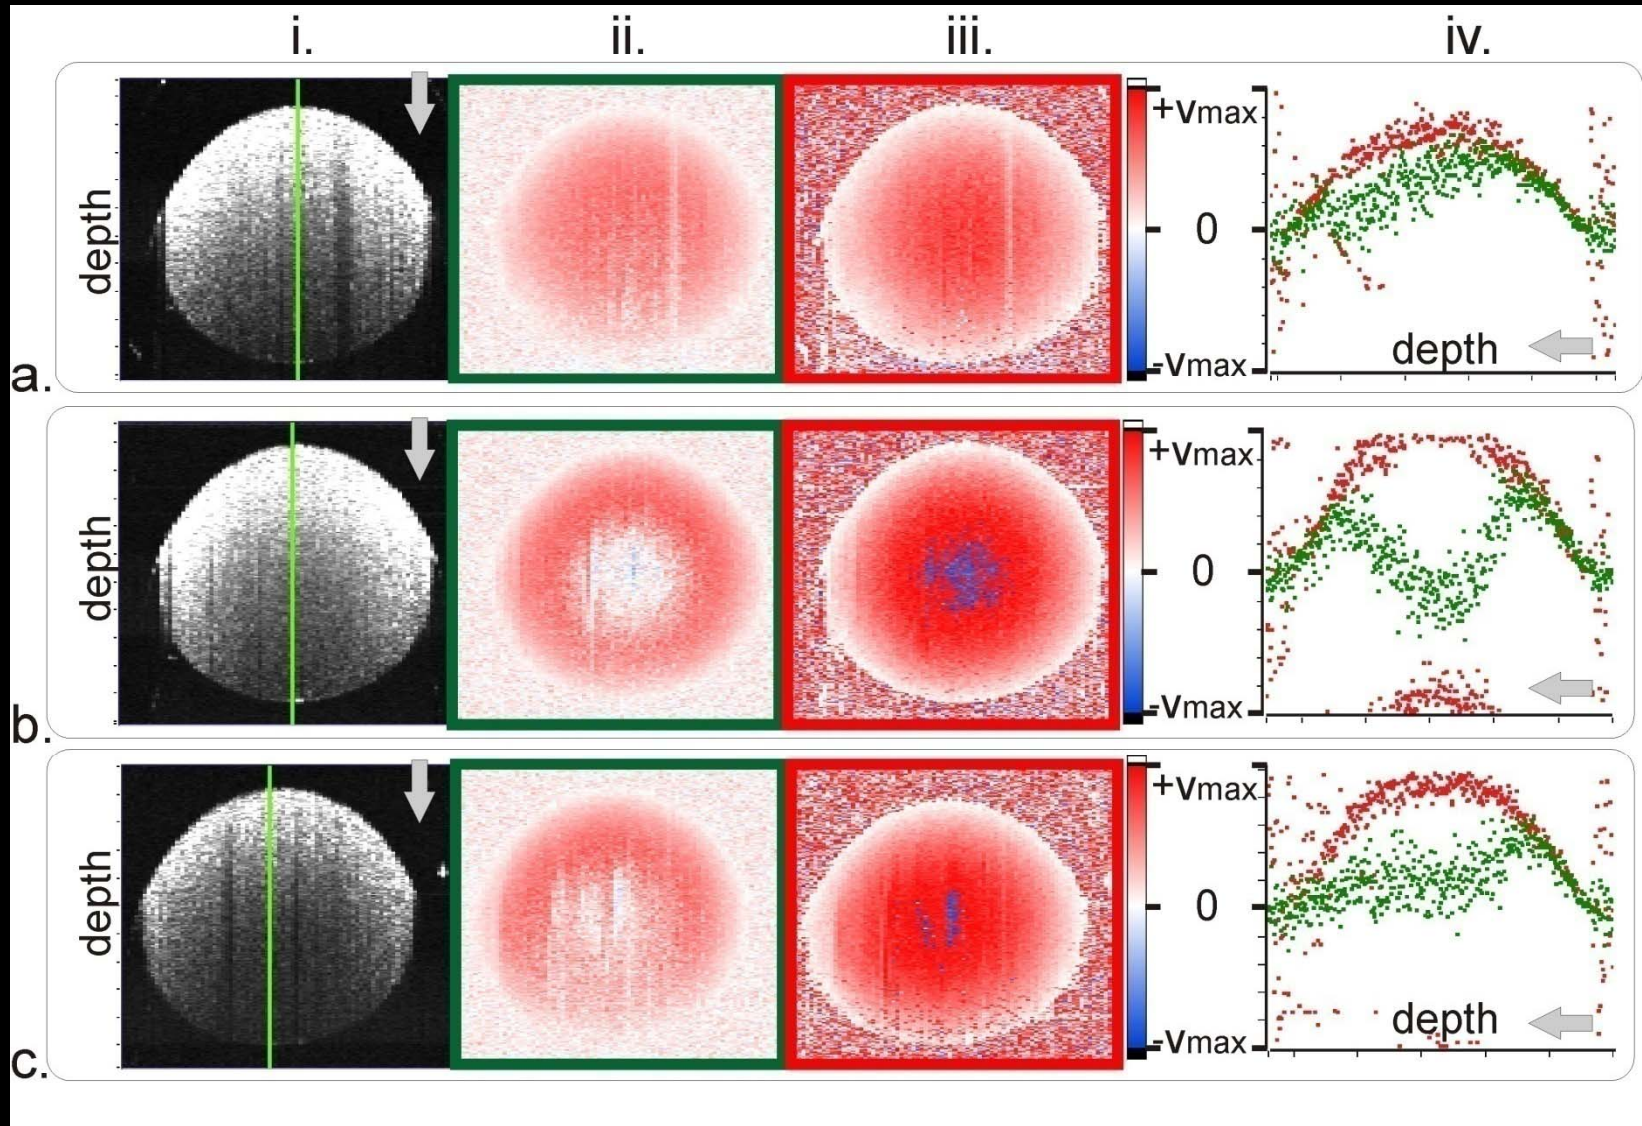 i. ii. iii. iv.
a.
depth
+Vmax
0
-Vmax
depth
b.
depth
+Vmax
0
-Vmax
c.
depth
+Vmax
0
-Vmax
depth